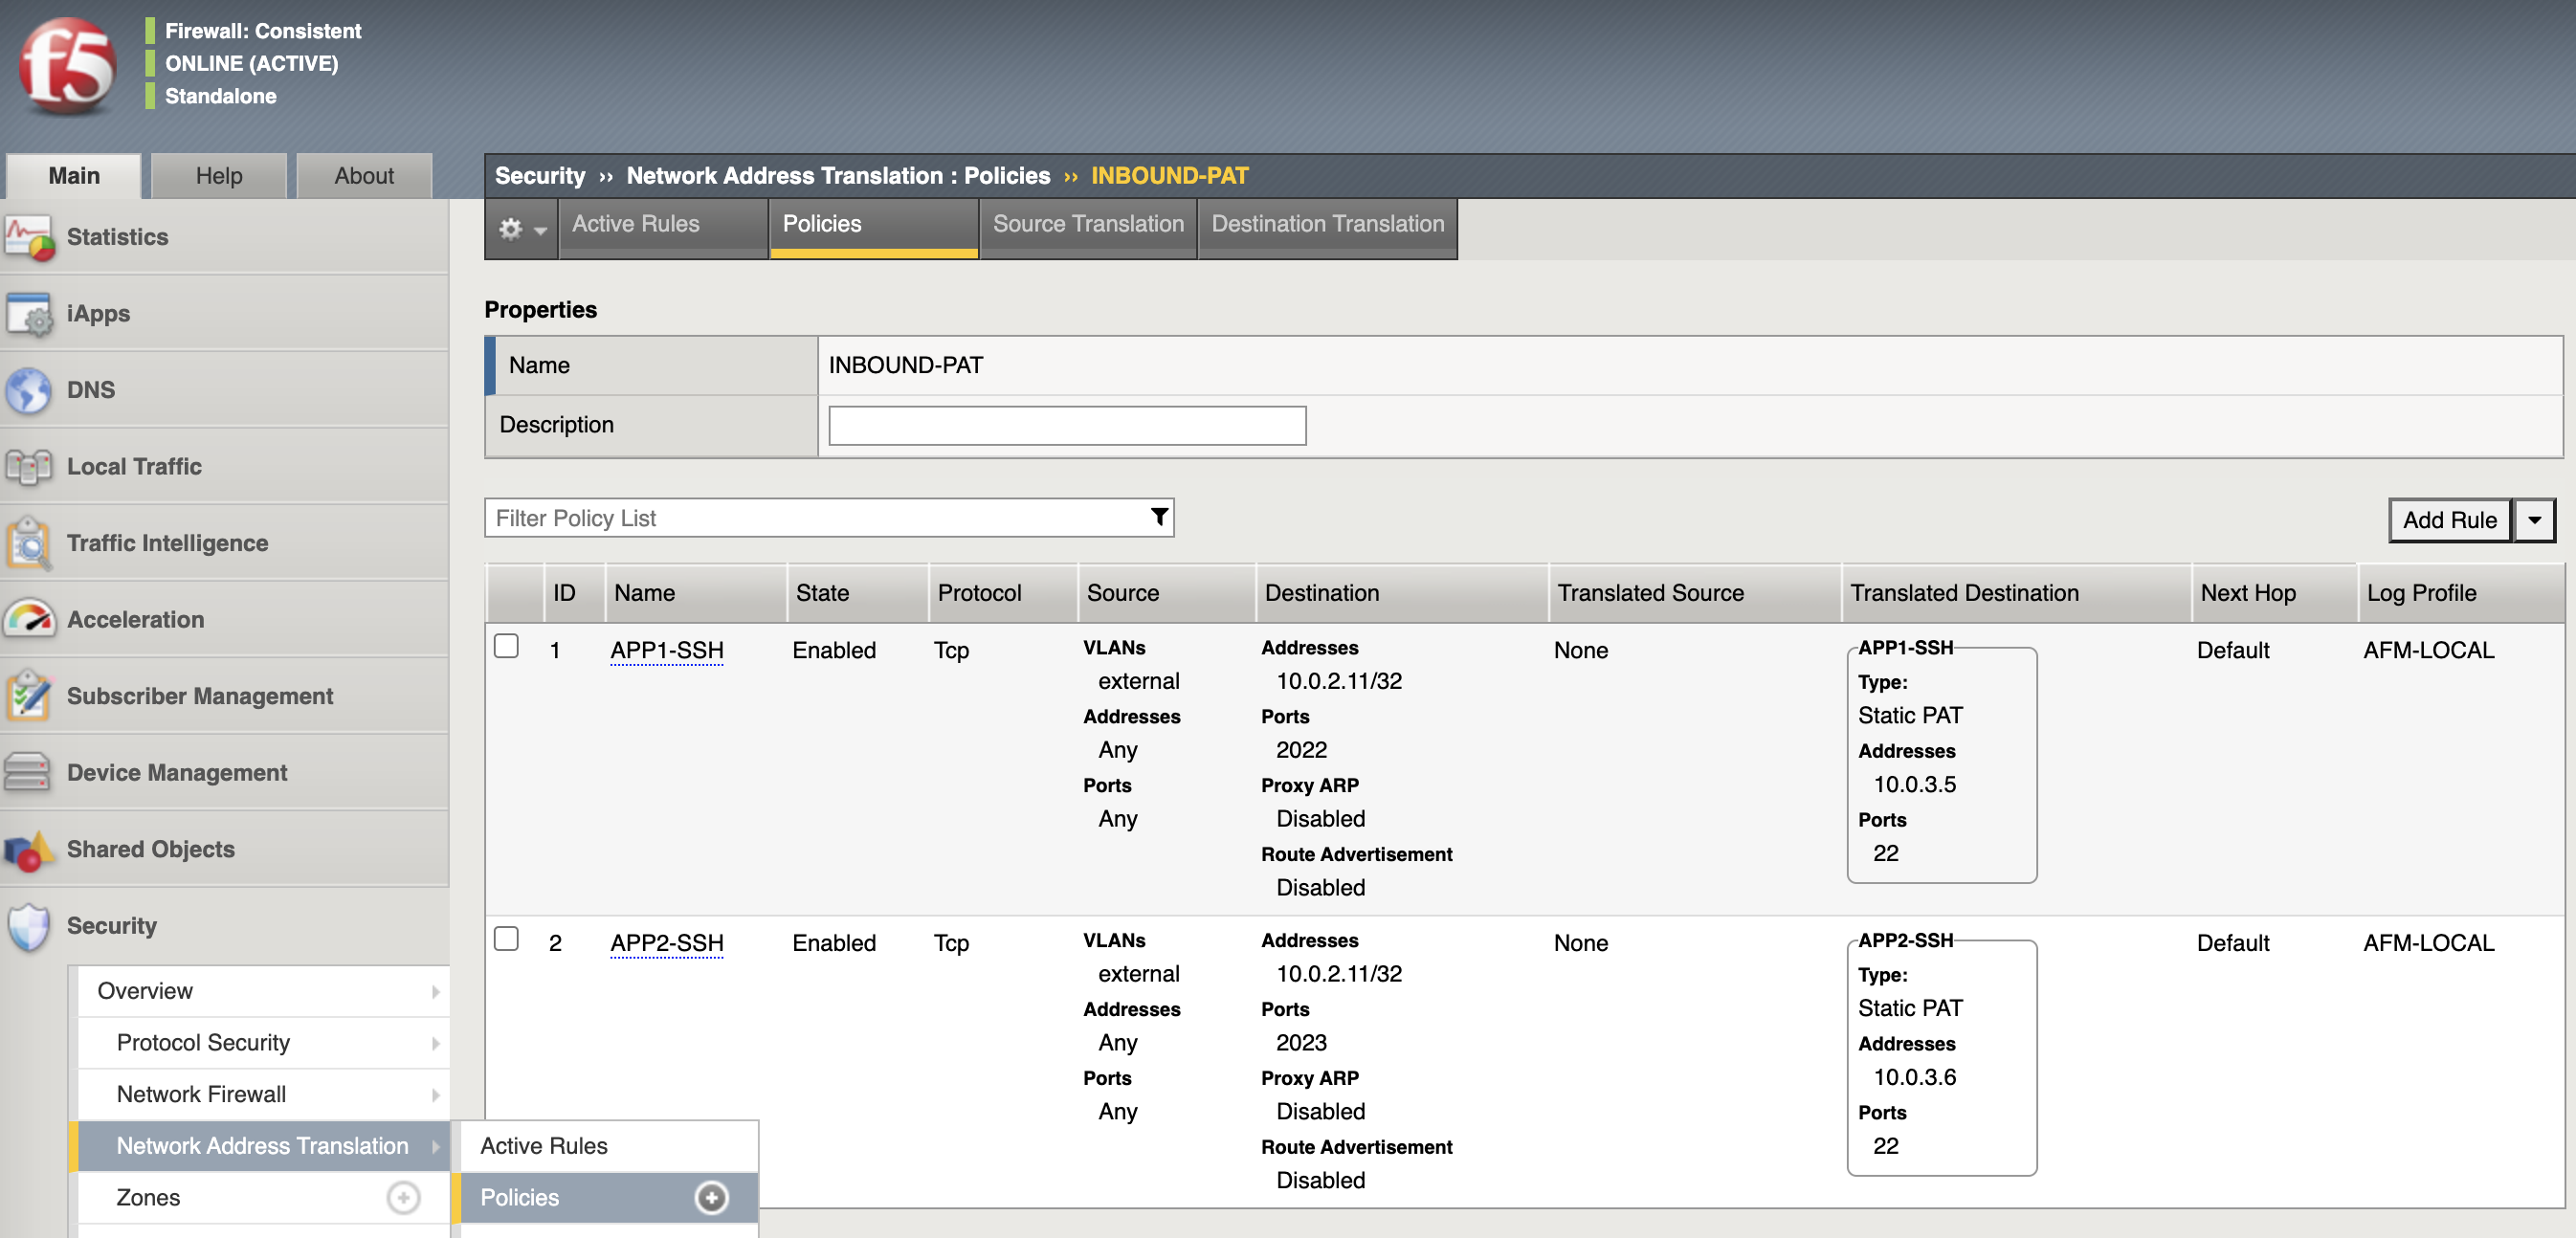 f5
Firewall: Consistent
ONLINE (ACTIVE)
Standalone
Main
Help
About
Security ›› Network Address Translation : Policies ›› INBOUND-PAT
Active Rules
Policies
Source Translation
Destination Translation
Statistics
iApps
DNS
Local Traffic
Traffic Intelligence
Acceleration
Subscriber Management
Device Management
Shared Objects
Security
Overview
Protocol Security
Network Firewall
Network Address Translation
Zones
Active Rules
Policies
Properties
Name INBOUND-PAT
Description
Filter Policy List
Add Rule
ID Name State Protocol Source Destination Translated Source Translated Destination Next Hop Log Profile
1 APP1-SSH Enabled Tcp
VLANs
external
Addresses
Any
Ports
Any
Addresses
10.0.2.11/32
Ports
2022
Proxy ARP
Disabled
Route Advertisement
Disabled
None
APP1-SSH
Type:
Static PAT
Addresses
10.0.3.5
Ports
22
Default
AFM-LOCAL
2 APP2-SSH Enabled Tcp
VLANs
external
Addresses
Any
Ports
Any
Addresses
10.0.2.11/32
Ports
2023
Proxy ARP
Disabled
Route Advertisement
Disabled
None
APP2-SSH
Type:
Static PAT
Addresses
10.0.3.6
Ports
22
Default
AFM-LOCAL